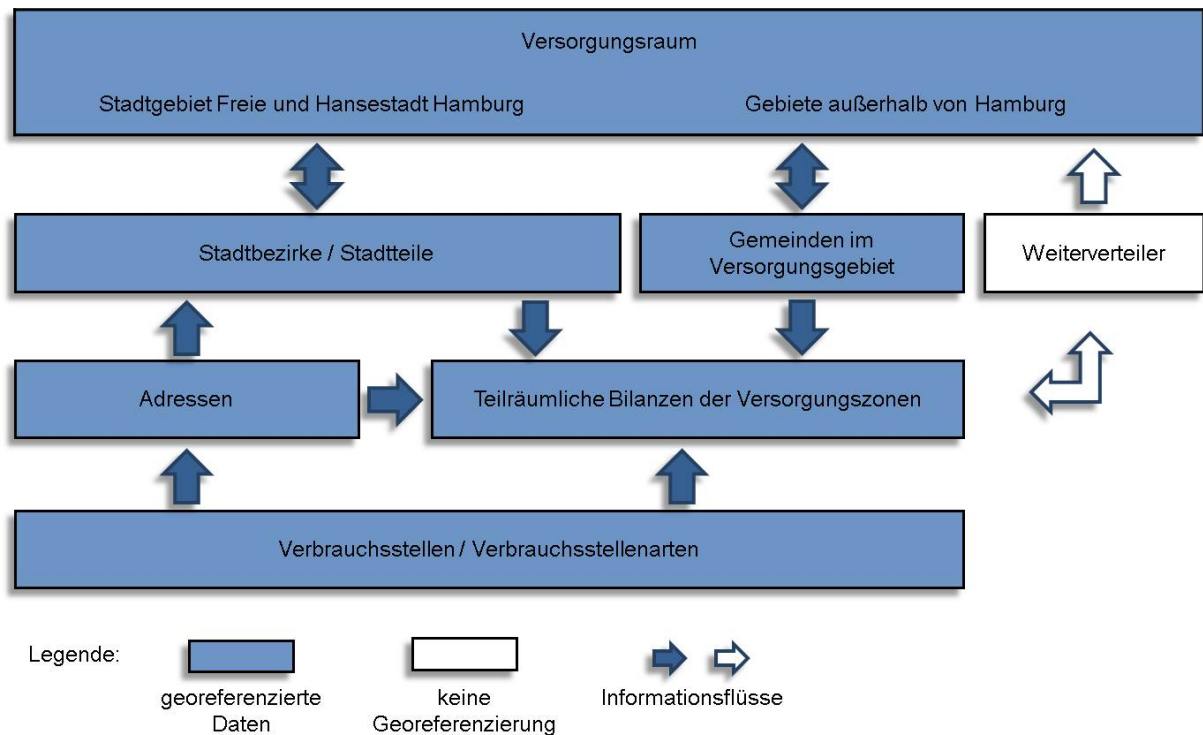 Versorgungsraum
Stadtgebiet Freie und Hansestadt Hamburg
Gebiete außerhalb von Hamburg
Stadtbezirke / Stadtteile
Gemeinden im
Versorgungsgebiet
Weiterverteiler
Adressen
Teilräumliche Bilanzen der Versorgungszonen
Verbrauchsstellen / Verbrauchsstellenarten
Legende:
georeferenzierte
Daten
keine
Georeferenzierung
Informationsflüsse